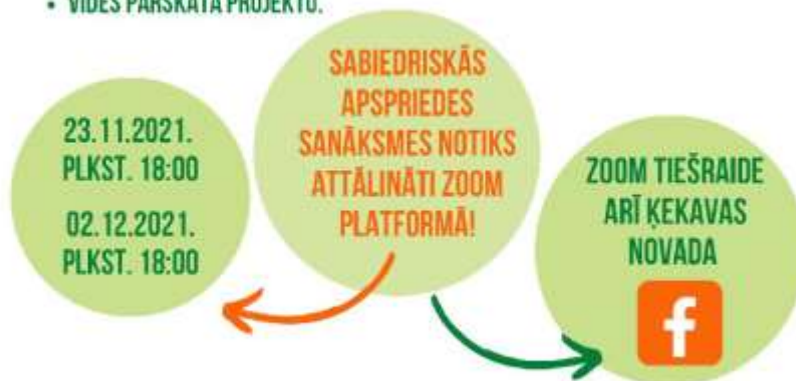 • VIDES PĀRSKATA PROJEKTU.
SABIEDRISKĀS
APSPRIEDES
SANĀKSMES NOTIKS
ATTĀLINĀTI ZOOM
PLATFORMĀ!
23.11.2021.
PLKST. 18:00
02.12.2021.
PLKST. 18:00
ZOOM TIEŠRAIDE
ARĪ ĶEKAVAS
NOVADA
f